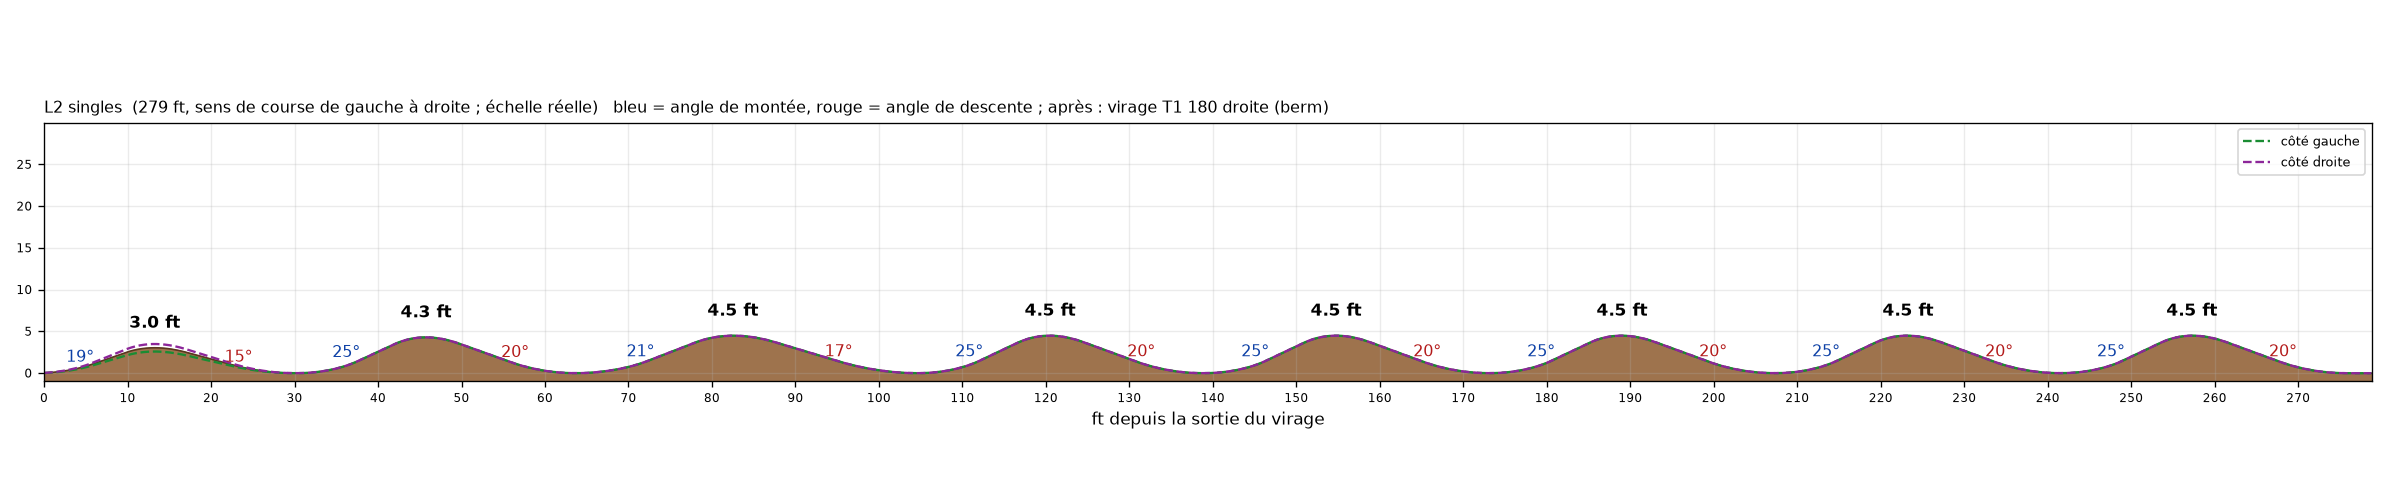 L2 singles  (279 ft, sens de course de gauche à droite ; échelle réelle)   bleu = angle de montée, rouge = angle de descente ; après : virage T1 180 droite (berm)
côté gauche
côté droite
25
20
15
10
5
0
3.0 ft
4.3 ft
4.5 ft
4.5 ft
4.5 ft
4.5 ft
4.5 ft
4.5 ft
19° 15° 25° 20° 21° 17° 25° 20° 25° 20° 25° 20° 25° 20° 25° 20°
0 10 20 30 40 50 60 70 80 90 100 110 120 130 140 150 160 170 180 190 200 210 220 230 240 250 260 270
ft depuis la sortie du virage